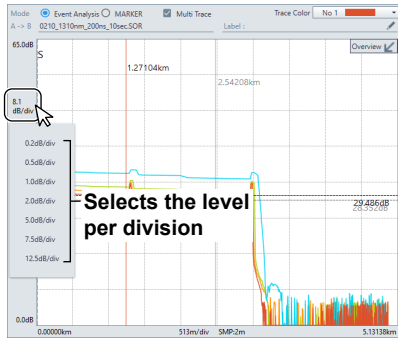 Mode Event Analysis MARKER Multi Trace Trace Color No 1
A -> B 0210_1310nm_200ns_10sec.SOR Label :
65.0dB Overview
S
1.27104km
2.54208km
8.1
dB/div
0.2dB/div
0.5dB/div
1.0dB/div
2.0dB/div
5.0dB/div
7.5dB/div
12.5dB/div
Selects the level
per division
29.486dB
28.552dB
0.0dB
0.00000km 513m/div SMP:2m 5.13138km